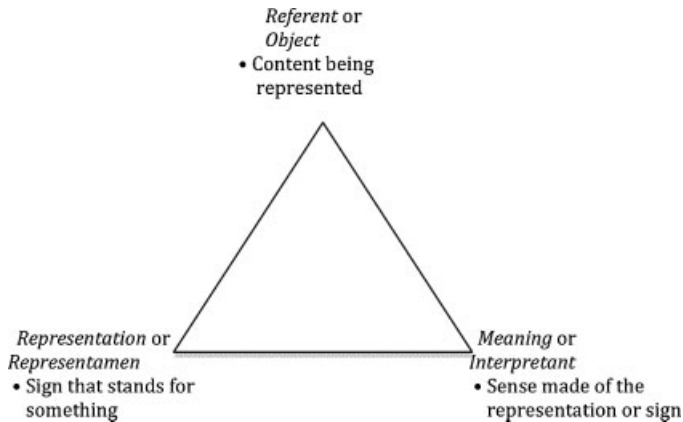 Referent or
Object
• Content being
represented
Representation or
Representamen
• Sign that stands for
something
Meaning or
Interpretant
• Sense made of the
representation or sign